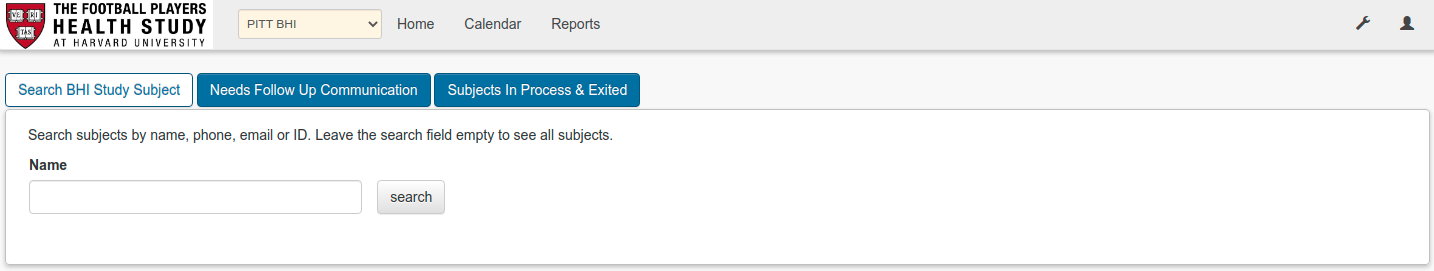 THE FOOTBALL PLAYERS
HEALTH STUDY
AT HARVARD UNIVERSITY
VE RI TAS
PITT BHI
Home
Calendar
Reports
Search BHI Study Subject
Needs Follow Up Communication
Subjects In Process & Exited
Search subjects by name, phone, email or ID. Leave the search field empty to see all subjects.
Name
search